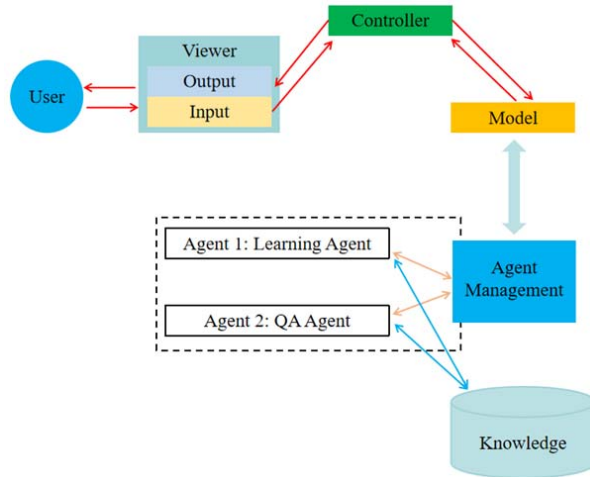 Controller
Viewer
Output
Input
User
Model
Agent 1: Learning Agent
Agent 2: QA Agent
Agent
Management
Knowledge